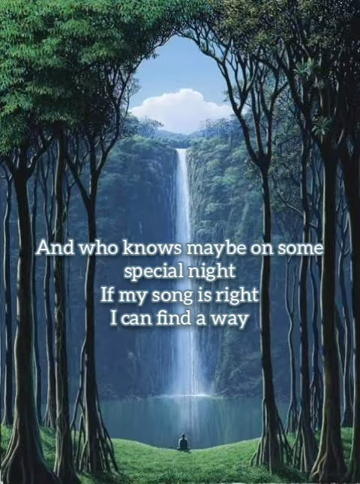 And who knows maybe on some
special night
If my song is right
I can find a way